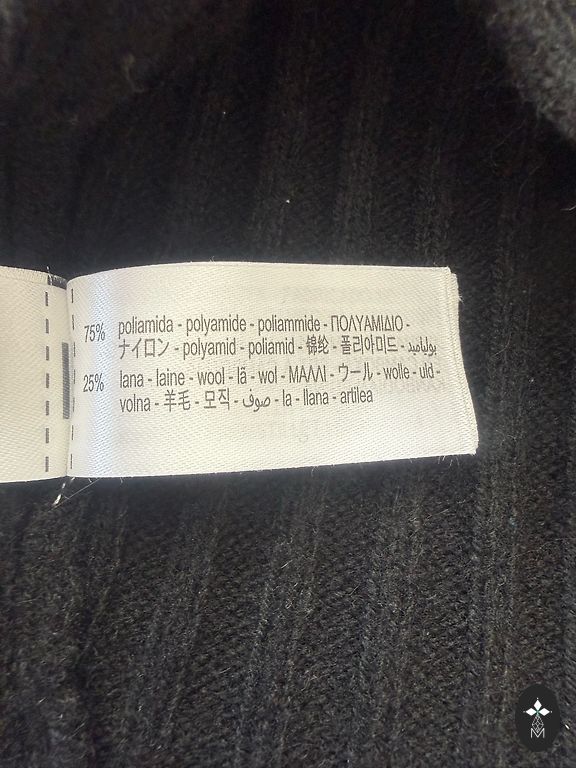 75% poliamida - polyamide - poliammide - ΠΟΛΥΑΜΙΔΙΟ -
ナイロン - polyamid - poliamid - 锦纶 - 폴리아미드 - بولياميد
25% lana - laine - wool - lã - wol - ΜΑΛΛΙ - ウール - wolle - uld -
volna - 羊毛 - 모직 - صوف - la - llana - artilea
M